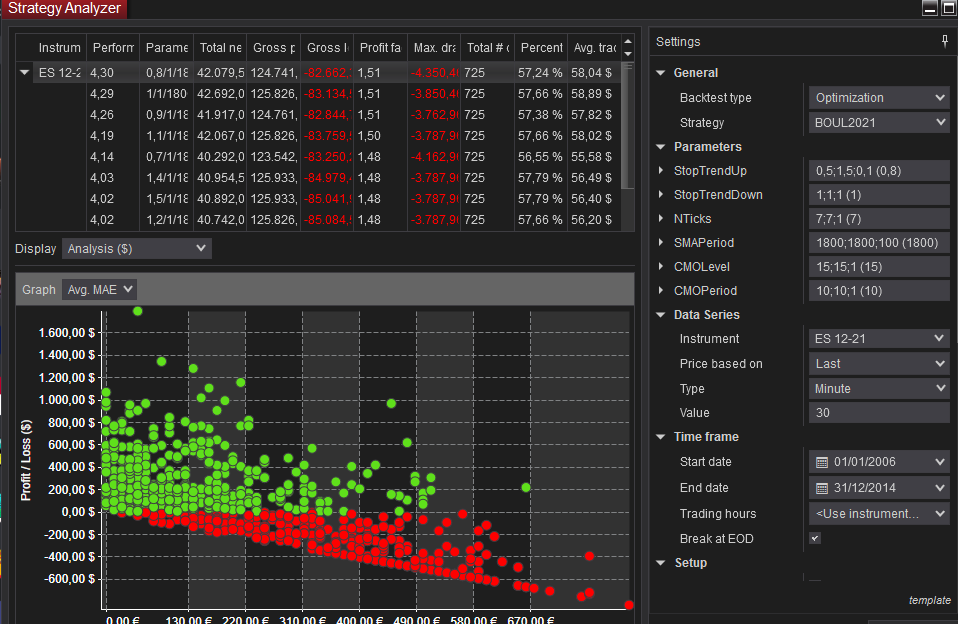 Strategy Analyzer
Instrum Perform Parame Total ne Gross p Gross l Profit fa Max. dra Total # o Percent Avg. trad
ES 12-2 4,30 0,8/1/18 42.079,5 124.741, -82.662, 1,51 -4.350,4 725 57,24 % 58,04 $
4,29 1/1/180 42.692,0 125.826, -83.134, 1,51 -3.850,4 725 57,66 % 58,89 $
4,26 0,9/1/18 41.917,0 124.761, -82.844, 1,51 -3.762,9 725 57,38 % 57,82 $
4,19 1,1/1/18 42.067,0 125.826, -83.759, 1,50 -3.787,9 725 57,66 % 58,02 $
4,14 0,7/1/18 40.292,0 123.542, -83.250, 1,48 -4.162,9 725 56,55 % 55,58 $
4,03 1,4/1/18 40.954,5 125.933, -84.979, 1,48 -3.787,9 725 57,79 % 56,49 $
4,02 1,5/1/18 40.892,0 125.933, -85.041, 1,48 -3.787,9 725 57,79 % 56,40 $
4,02 1,2/1/18 40.742,0 125.826, -85.084, 1,48 -3.787,9 725 57,66 % 56,20 $
Display Analysis ($)
Graph Avg. MAE
1.600,00 $
1.400,00 $
1.200,00 $
1.000,00 $
800,00 $
600,00 $
400,00 $
200,00 $
0,00 $
-200,00 $
-400,00 $
-600,00 $
Profit / Loss ($)
0,00 € 130,00 € 220,00 € 310,00 € 400,00 € 490,00 € 580,00 € 670,00 €
Settings
General
Backtest type Optimization
Strategy BOUL2021
Parameters
StopTrendUp 0,5;1,5;0,1 (0,8)
StopTrendDown 1;1;1 (1)
NTicks 7;7;1 (7)
SMAPeriod 1800;1800;100 (1800)
CMOLevel 15;15;1 (15)
CMOPeriod 10;10;1 (10)
Data Series
Instrument ES 12-21
Price based on Last
Type Minute
Value 30
Time frame
Start date 01/01/2006
End date 31/12/2014
Trading hours <Use instrument...
Break at EOD
Setup
template